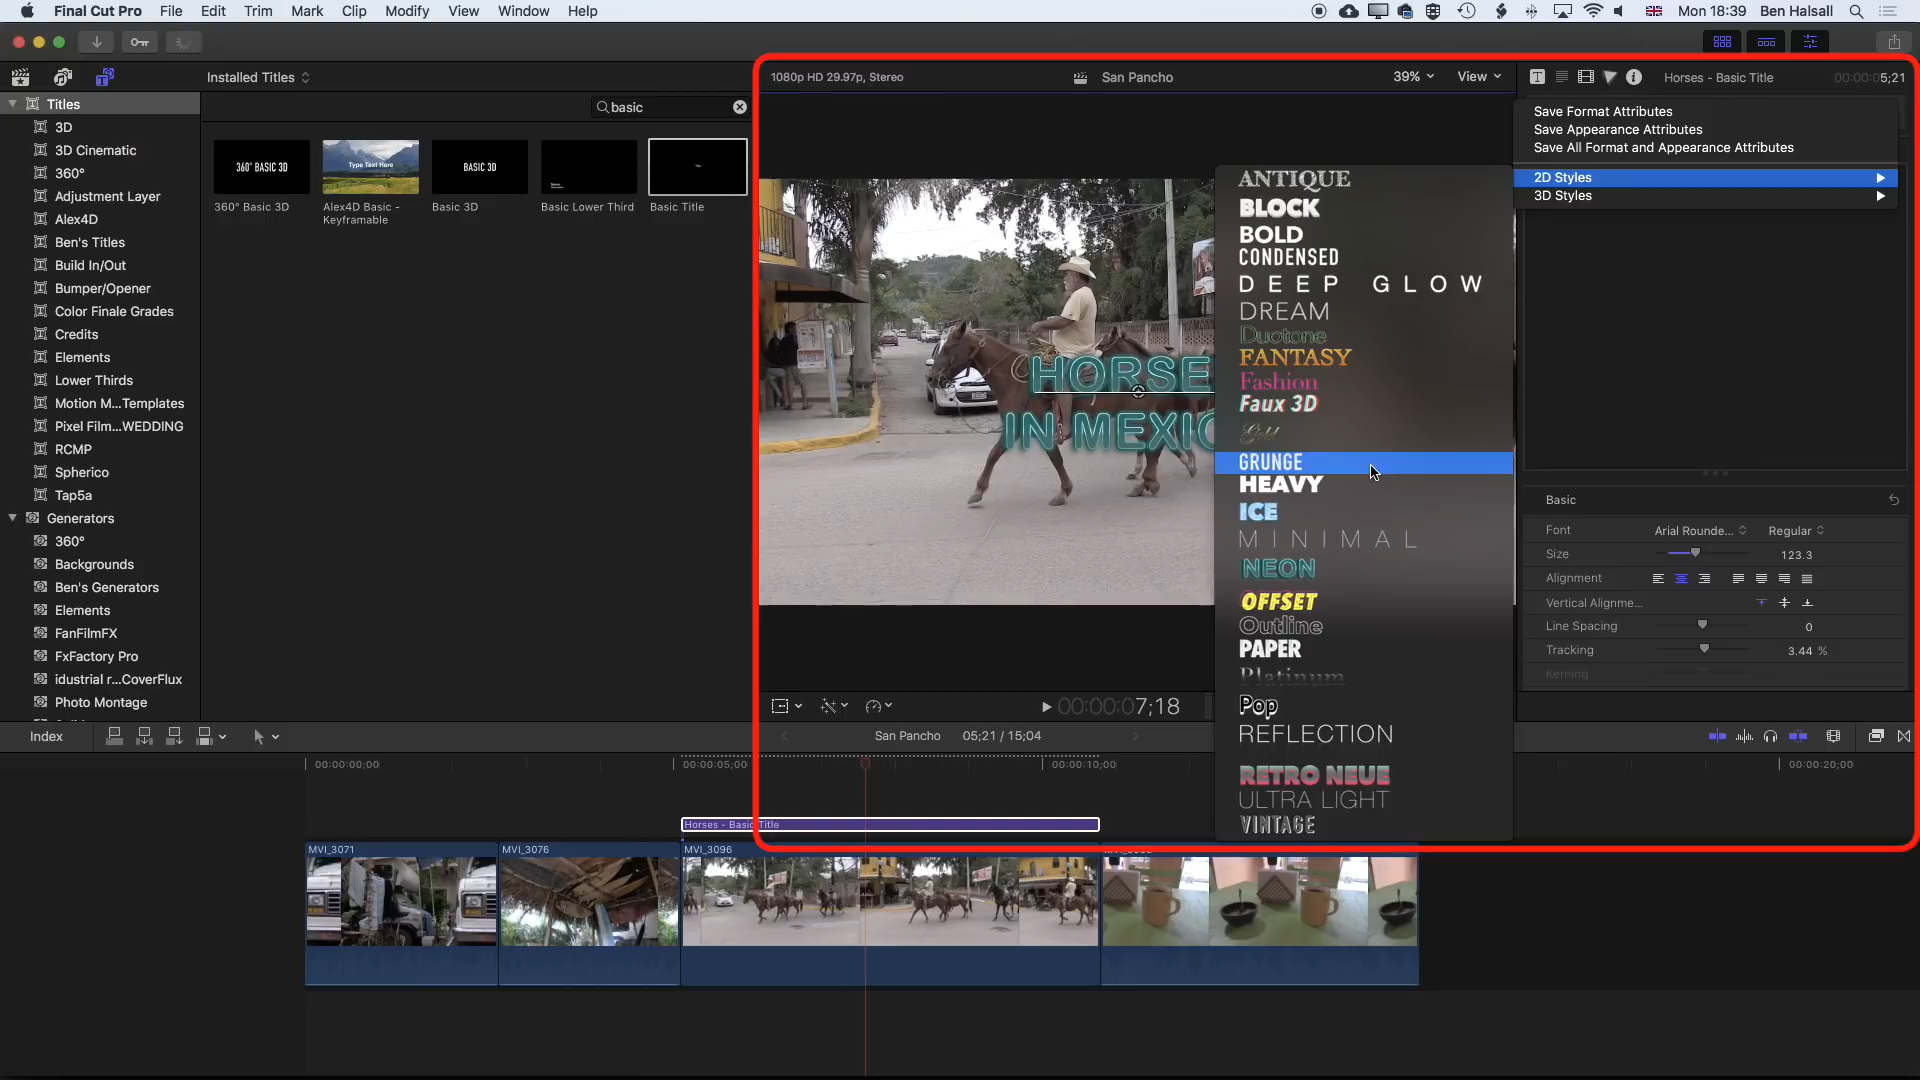 Final Cut Pro File Edit Trim Mark Clip Modify View Window Help Mon 18:39 Ben Halsall
Installed Titles
1080p HD 29.97p, Stereo San Pancho 39% View
Horses - Basic Title 00:00:05;21
basic
Titles
3D
3D Cinematic
360°
Adjustment Layer
Alex4D
Ben's Titles
Build In/Out
Bumper/Opener
Color Finale Grades
Credits
Elements
Lower Thirds
Motion M...Templates
Pixel Film...WEDDING
RCMP
Spherico
Tap5a
Generators
360°
Backgrounds
Ben's Generators
Elements
FanFilmFX
FxFactory Pro
idustrial r...CoverFlux
Photo Montage
360° BASIC 3D
Type Text Here
BASIC 3D
Title
360° Basic 3D
Alex4D Basic -
Keyframable
Basic 3D
Basic Lower Third
Basic Title
HORSE
IN MEXIC
Save Format Attributes
Save Appearance Attributes
Save All Format and Appearance Attributes
2D Styles
3D Styles
ANTIQUE
BLOCK
BOLD
CONDENSED
DEEP GLOW
DREAM
Duotone
FANTASY
Fashion
Faux 3D
Gold
GRUNGE
HEAVY
ICE
MINIMAL
NEON
OFFSET
Outline
PAPER
Platinum
Pop
REFLECTION
RETRO NEUE
ULTRA LIGHT
VINTAGE
Basic
Font Arial Rounde... Regular
Size 123.3
Alignment
Vertical Alignme...
Line Spacing 0
Tracking 3.44 %
Kerning
00:00:07;18
Index
San Pancho 05;21 / 15;04
00:00:00;00 00:00:05;00 00:00:10;00 00:00:20;00
Horses - Basic Title
MVI_3071 MVI_3076 MVI_3096